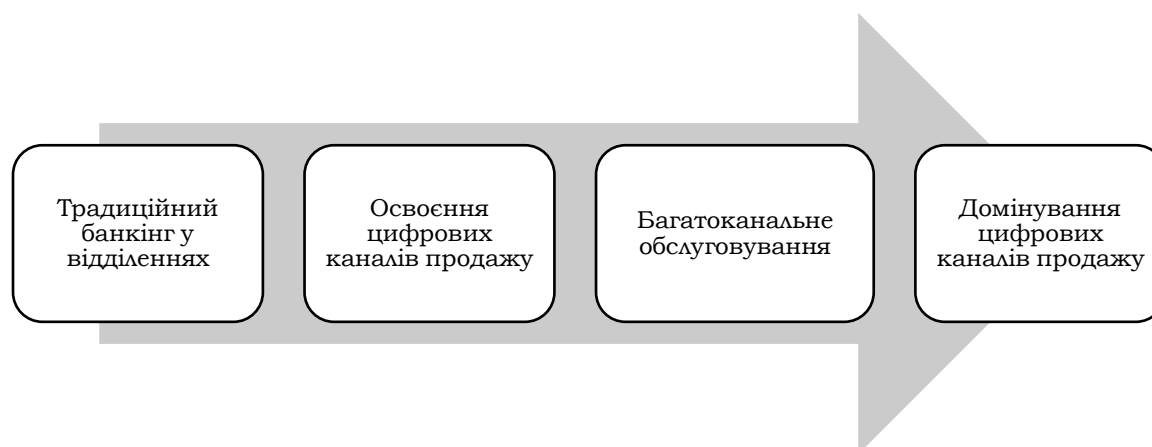 Традиційний
банкінг у
відділеннях
Освоєння
цифрових
каналів продажу
Багатоканальне
обслуговування
Домінування
цифрових
каналів продажу